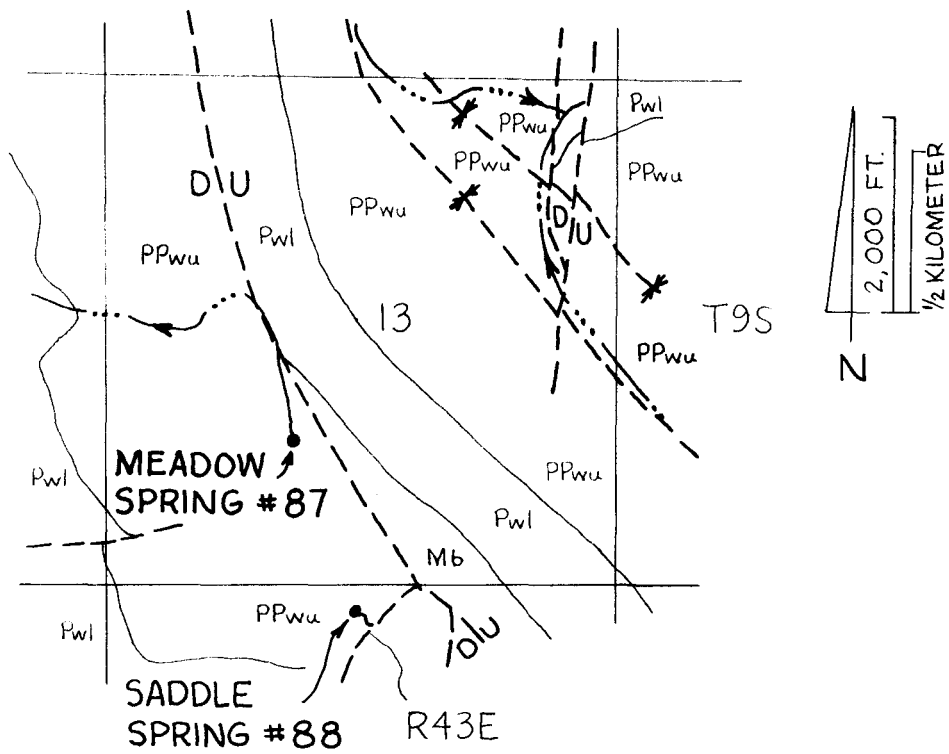 Pwl
PPwu
PPwu
PPwu
PPwu
D U
Pwl
PPwu
D U
13
T9S
PPwu
MEADOW
SPRING #87
Pwl
PPwu
Pwl
Mb
PPwu
Pwl
D/U
SADDLE
SPRING #88
R43E
2,000 FT.
1/2 KILOMETER
N